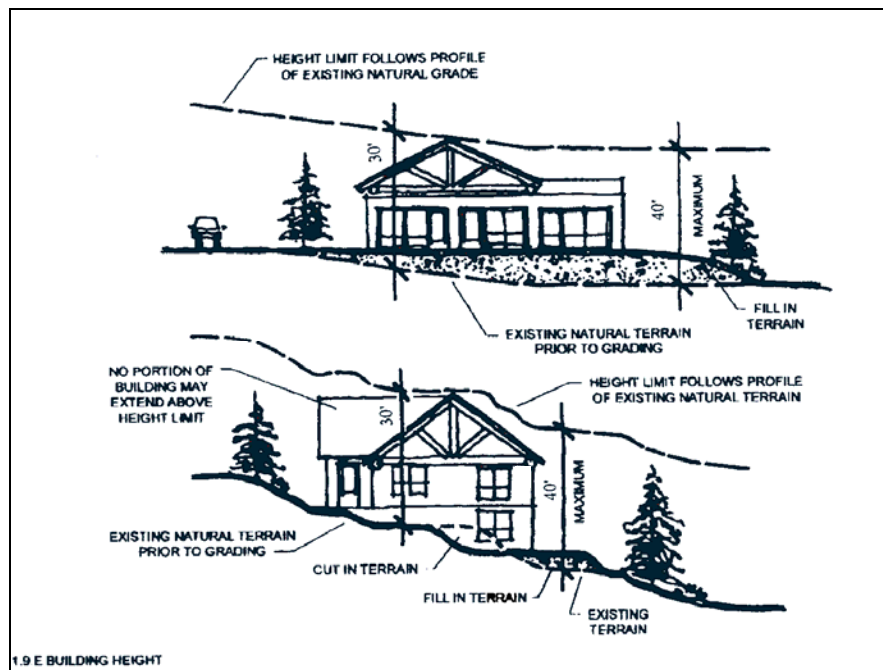 HEIGHT LIMIT FOLLOWS PROFILE
OF EXISTING NATURAL GRADE
30'
40'
MAXIMUM
FILL IN
TERRAIN
EXISTING NATURAL TERRAIN
PRIOR TO GRADING
NO PORTION OF
BUILDING MAY
EXTEND ABOVE
HEIGHT LIMIT
HEIGHT LIMIT FOLLOWS PROFILE
OF EXISTING NATURAL TERRAIN
30'
40'
MAXIMUM
EXISTING NATURAL TERRAIN
PRIOR TO GRADING
CUT IN TERRAIN
FILL IN TERRAIN
EXISTING
TERRAIN
1.9 E BUILDING HEIGHT